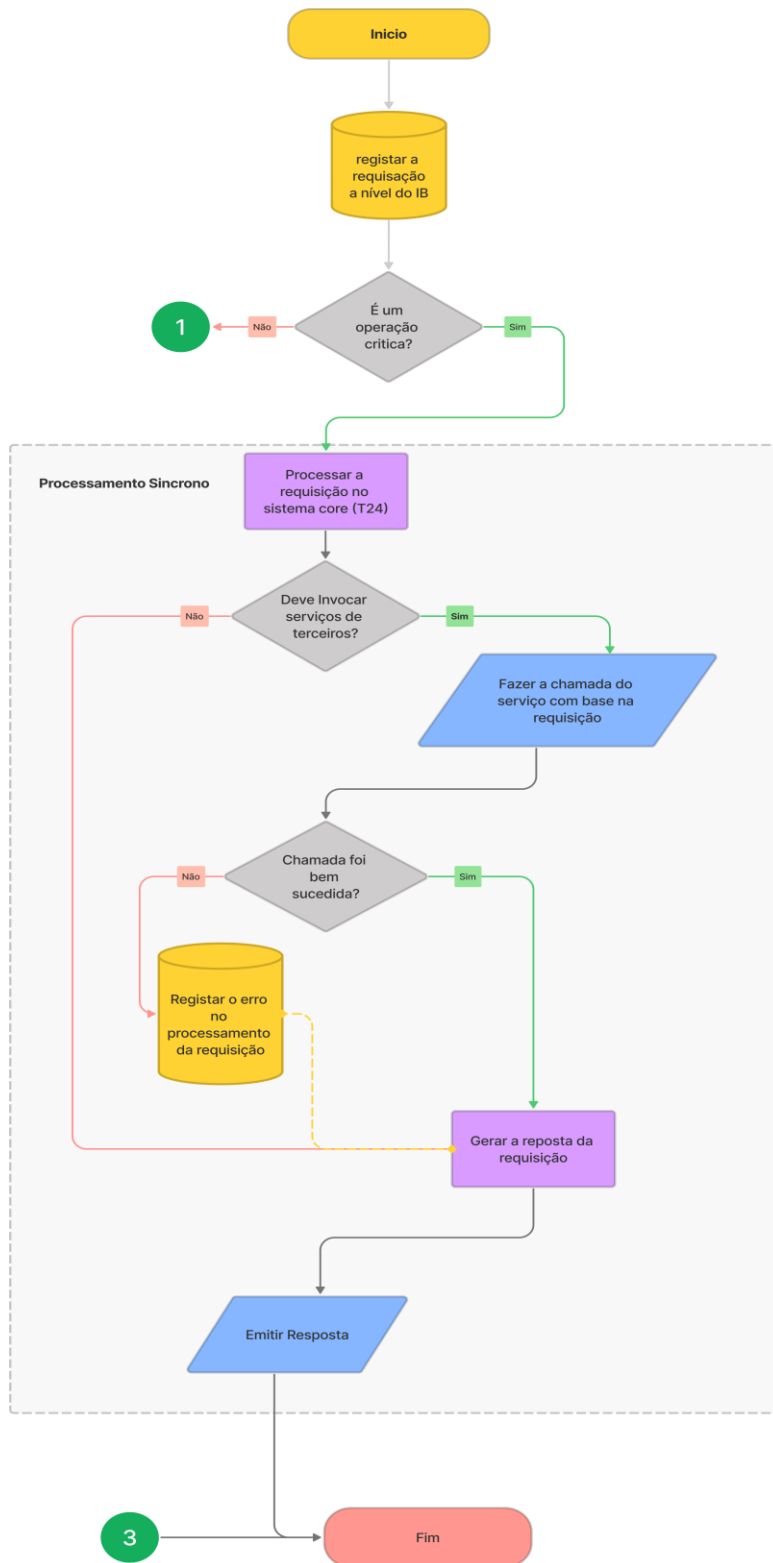 Inicio
registar a
requisação
a nível do IB
É um
operação
critica?
1
Não
Sim
Processamento Sincrono
Processar a
requisição no
sistema core (T24)
Deve Invocar
serviços de
terceiros?
Não
Sim
Fazer a chamada do
serviço com base na
requisição
Chamada foi
bem
sucedida?
Não
Sim
Registar o erro
no
processamento
da requisição
Gerar a reposta da
requisição
Emitir Resposta
3
Fim